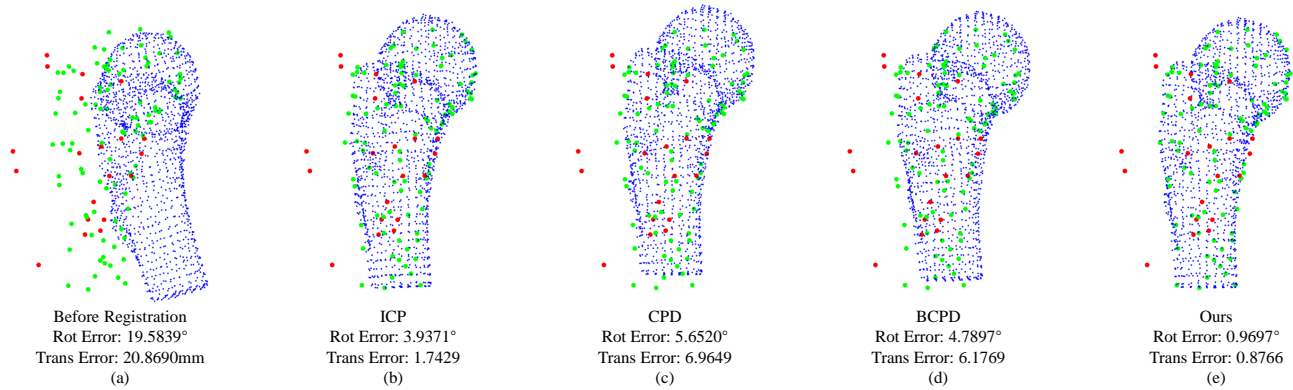 Before Registration
Rot Error: 19.5839°
Trans Error: 20.8690mm
(a)
ICP
Rot Error: 3.9371°
Trans Error: 1.7429
(b)
CPD
Rot Error: 5.6520°
Trans Error: 6.9649
(c)
BCPD
Rot Error: 4.7897°
Trans Error: 6.1769
(d)
Ours
Rot Error: 0.9697°
Trans Error: 0.8766
(e)